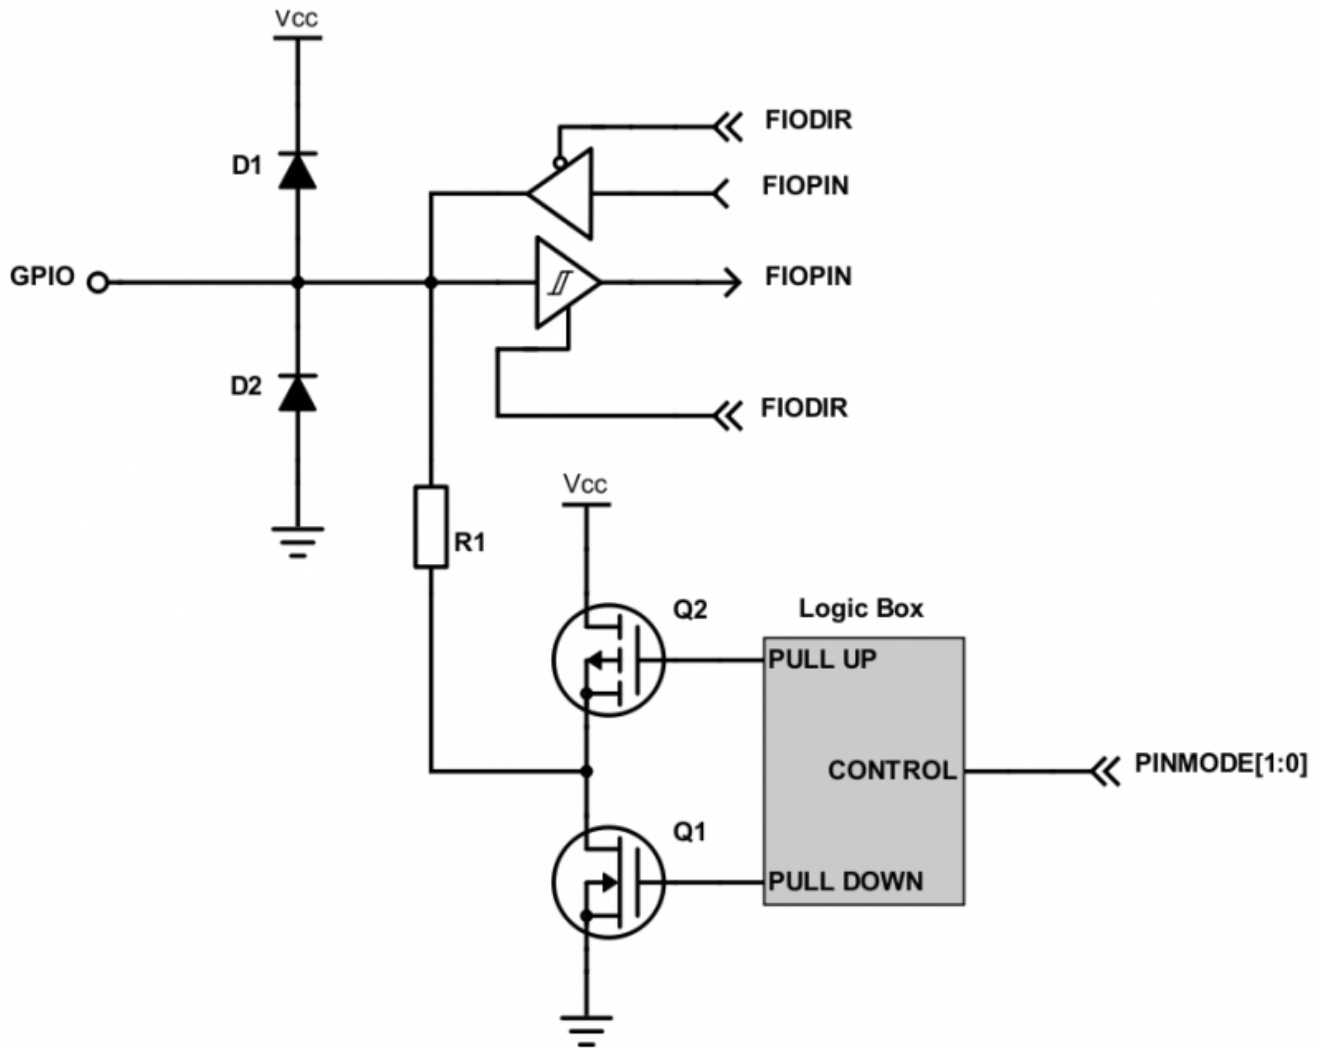 Vcc
FIODIR
D1
FIOPIN
GPIO
FIOPIN
D2
FIODIR
Vcc
R1
Q2
Logic Box
PULL UP
CONTROL
PINMODE[1:0]
Q1
PULL DOWN